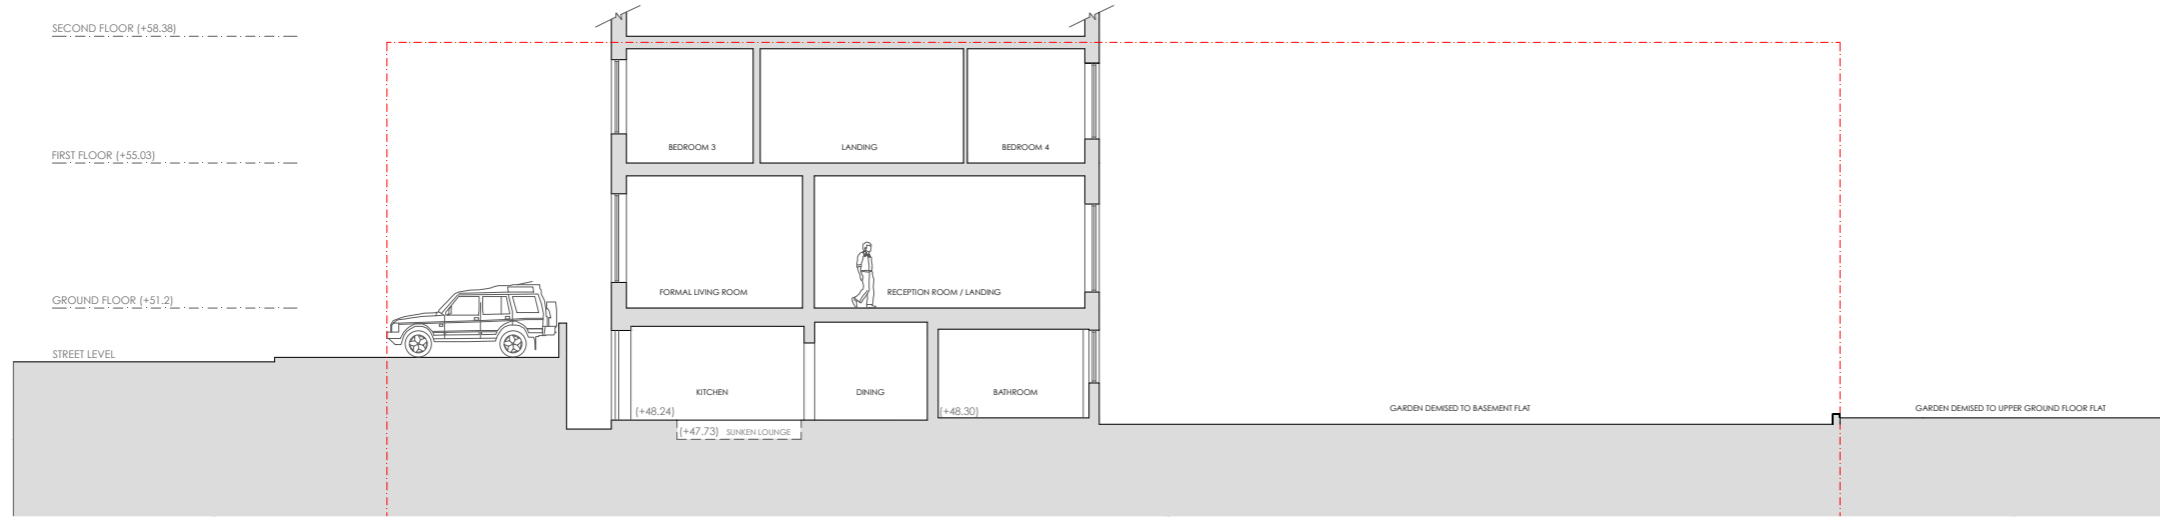 SECOND FLOOR (+58.38)
N
N
BEDROOM 3
LANDING
BEDROOM 4
FIRST FLOOR (+55.03)
FORMAL LIVING ROOM
RECEPTION ROOM / LANDING
GROUND FLOOR (+51.2)
STREET LEVEL
KITCHEN
DINING
BATHROOM
(+48.24)
(+48.30)
GARDEN DEMISED TO BASEMENT FLAT
GARDEN DEMISED TO UPPER GROUND FLOOR FLAT
(+47.73) SUNKEN LOUNGE